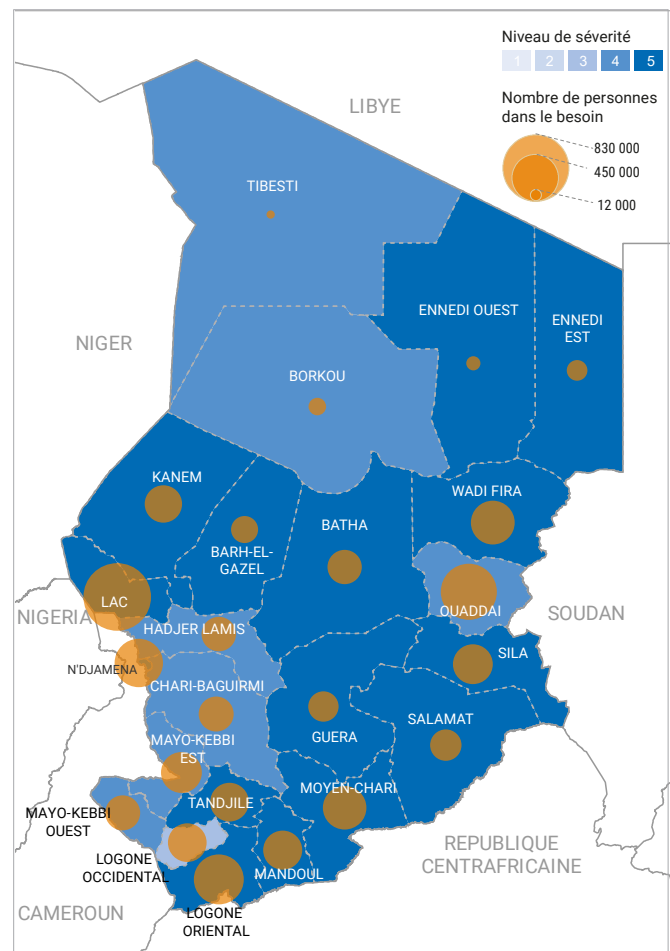 Niveau de sévérité
1 2 3 4 5
LIBYE
Nombre de personnes
dans le besoin
830 000
450 000
12 000
TIBESTI
ENNEDI OUEST
ENNEDI
EST
NIGER
BORKOU
KANEM
WADI FIRA
BATHA
BARH-EL-
GAZEL
LAC
OUADDAI
NIGERIA
SOUDAN
HADJER LAMIS
SILA
N'DJAMENA
CHARI-BAGUIRMI
SALAMAT
GUERA
MAYO-KEBBI
EST
MOYEN-CHARI
TANDJILE
MAYO-KEBBI
OUEST
REPUBLIQUE
CENTRAFRICAINE
LOGONE
OCCIDENTAL
MANDOUL
CAMEROUN
LOGONE
ORIENTAL